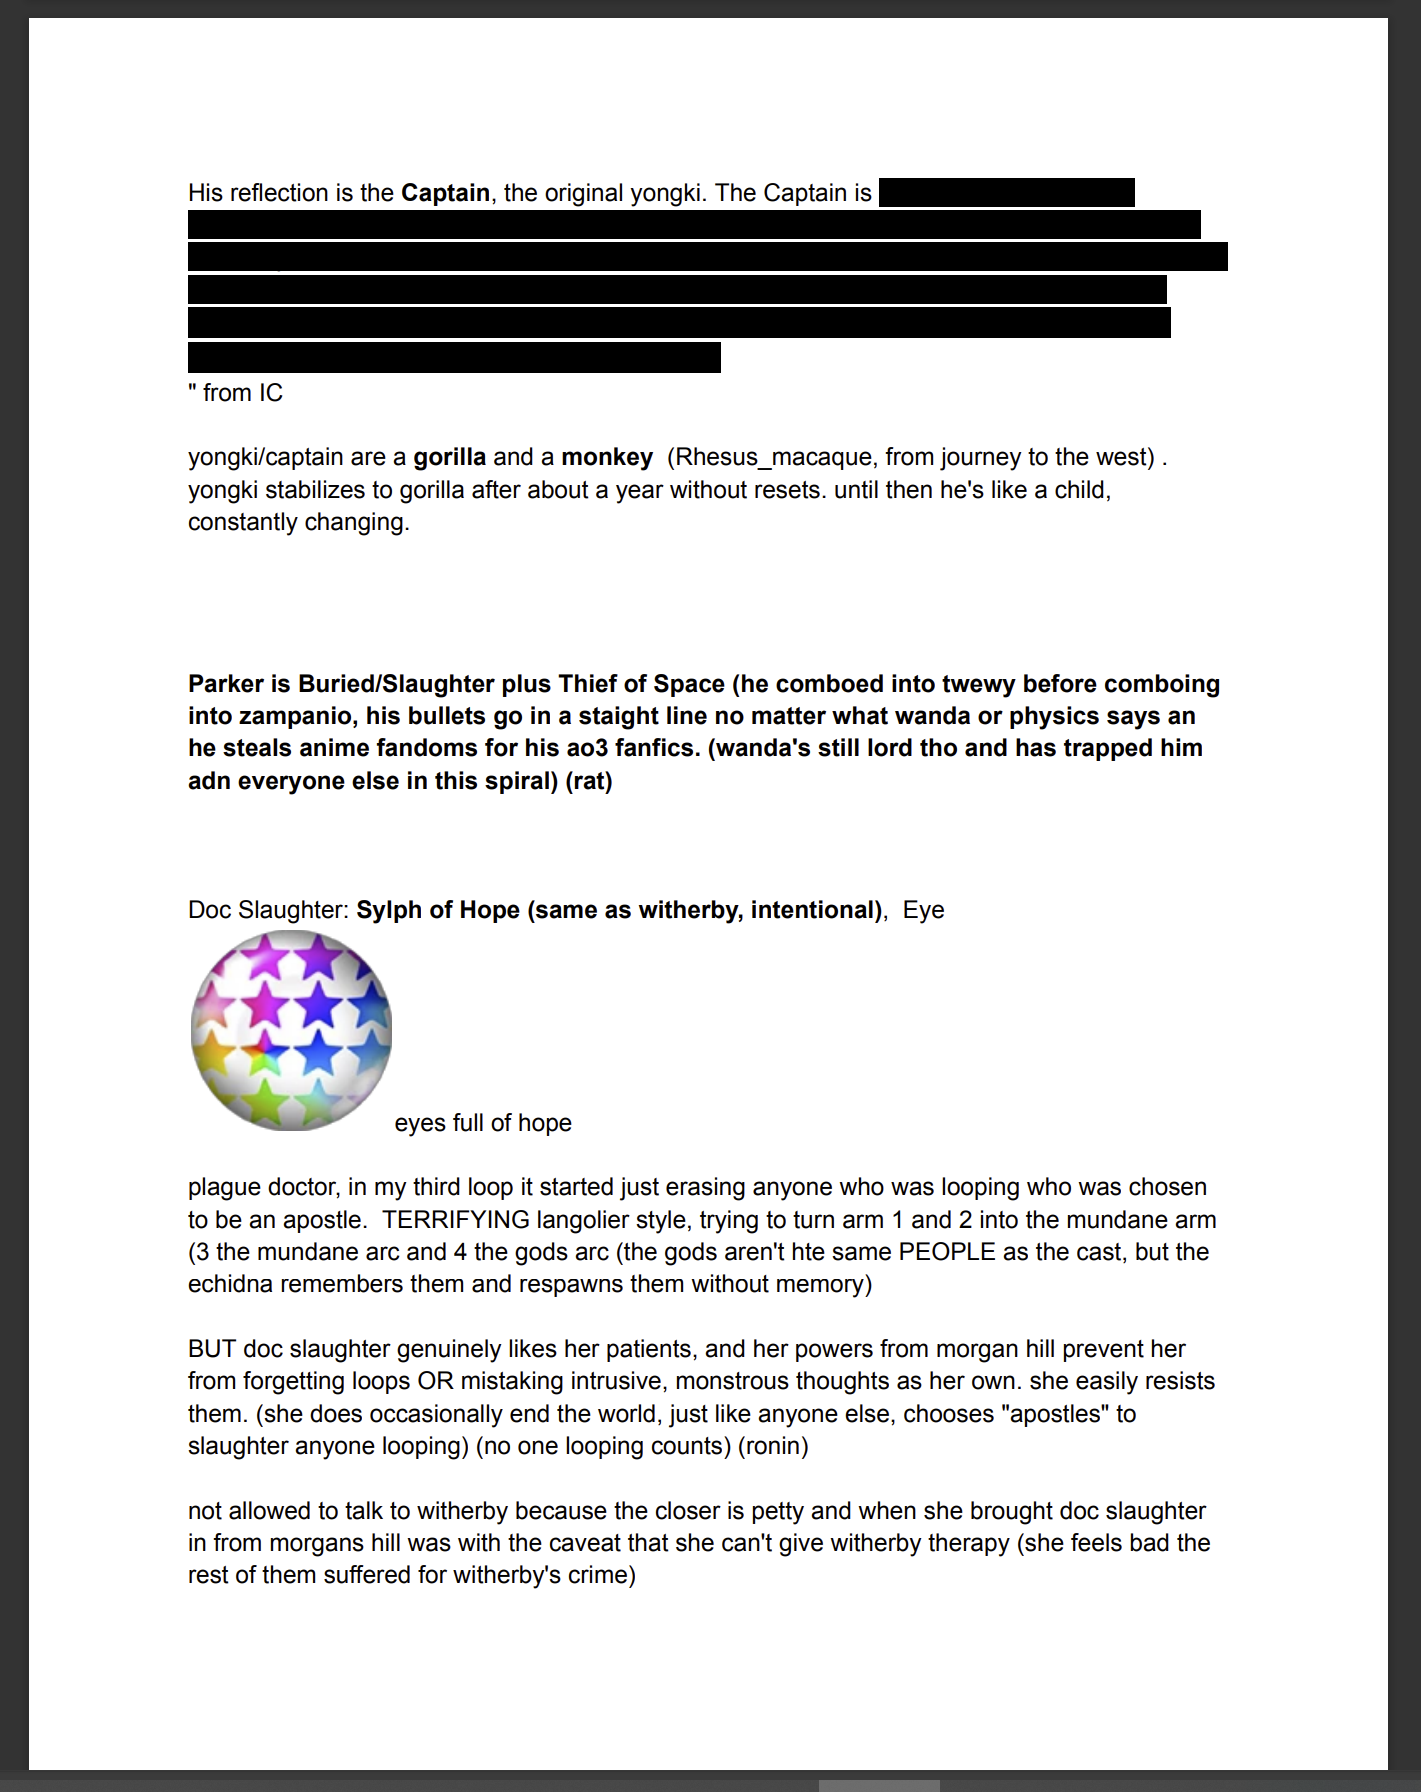 His reflection is the Captain, the original yongki. The Captain is
" from IC
yongki/captain are a gorilla and a monkey  (Rhesus_macaque, from journey to the west) .
yongki stabilizes to gorilla after about a year without resets. until then he's like a child,
constantly changing.
Parker is Buried/Slaughter plus Thief of Space (he comboed into twewy before comboing
into zampanio, his bullets go in a staight line no matter what wanda or physics says an
he steals anime fandoms for his ao3 fanfics. (wanda's still lord tho and has trapped him
adn everyone else in this spiral) (rat)
Doc Slaughter: Sylph of Hope (same as witherby, intentional),  Eye
eyes full of hope
plague doctor, in my third loop it started just erasing anyone who was looping who was chosen
to be an apostle.  TERRIFYING langolier style, trying to turn arm 1 and 2 into the mundane arm
(3 the mundane arc and 4 the gods arc (the gods aren't hte same PEOPLE as the cast, but the
echidna remembers them and respawns them without memory)
BUT doc slaughter genuinely likes her patients, and her powers from morgan hill prevent her
from forgetting loops OR mistaking intrusive, monstrous thoughts as her own. she easily resists
them. (she does occasionally end the world, just like anyone else, chooses "apostles" to
slaughter anyone looping) (no one looping counts) (ronin)
not allowed to talk to witherby because the closer is petty and when she brought doc slaughter
in from morgans hill was with the caveat that she can't give witherby therapy (she feels bad the
rest of them suffered for witherby's crime)